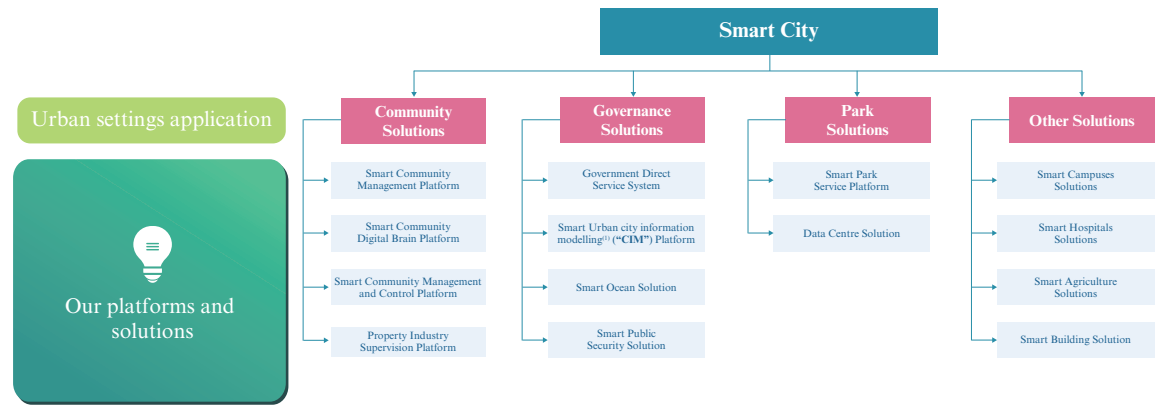 Smart City
Urban settings application
Our platforms and
solutions
Community
Solutions
Smart Community
Management Platform
Smart Community
Digital Brain Platform
Smart Community Management
and Control Platform
Property Industry
Supervision Platform
Governance
Solutions
Government Direct
Service System
Smart Urban city information
modelling⁽¹⁾ (“CIM”) Platform
Smart Ocean Solution
Smart Public
Security Solution
Park
Solutions
Smart Park
Service Platform
Data Centre Solution
Other Solutions
Smart Campuses
Solutions
Smart Hospitals
Solutions
Smart Agriculture
Solutions
Smart Building Solution